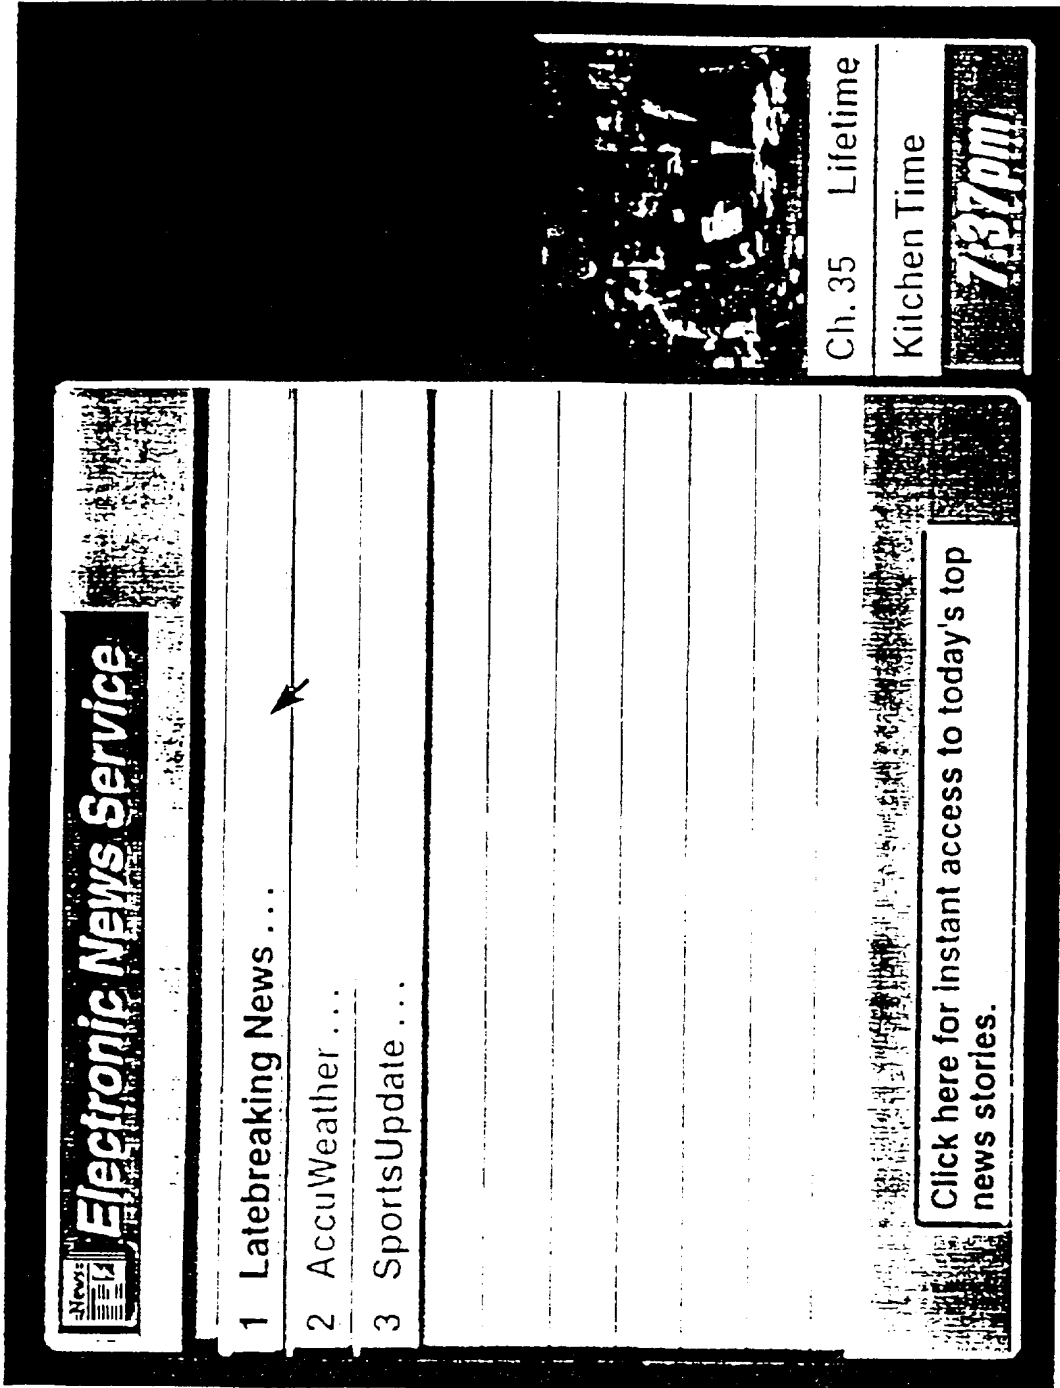 News
Electronic News Service
1 Latebreaking News ...
2 AccuWeather ...
3 SportsUpdate ...
Click here for instant access to today's top
news stories.
Ch. 35 Lifetime
Kitchen Time
7:37pm